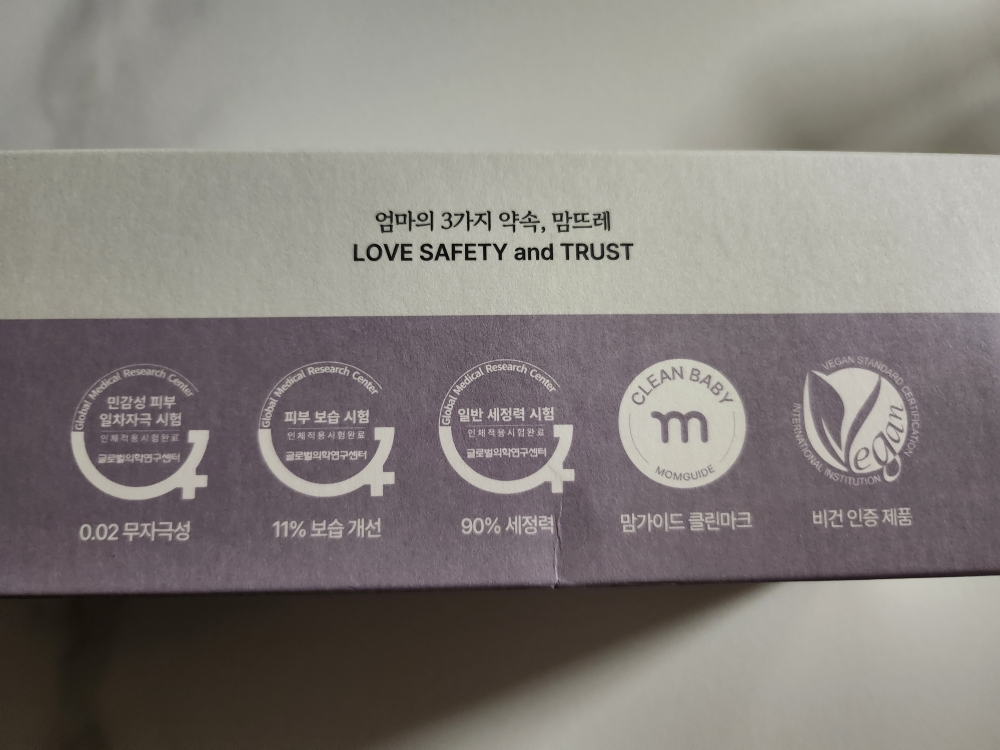 엄마의 3가지 약속, 맘뜨레
LOVE SAFETY and TRUST
Global Medical Research Center
민감성 피부
일차자극 시험
인체적용시험완료
글로벌의학연구센터
0.02 무자극성
Global Medical Research Center
피부 보습 시험
인체적용시험완료
글로벌의학연구센터
11% 보습 개선
Global Medical Research Center
일반 세정력 시험
인체적용시험완료
글로벌의학연구센터
90% 세정력
CLEAN BABY
m
MOMGUIDE
맘가이드 클린마크
VEGAN STANDARD CERTIFICATION
INTERNATIONAL INSTITUTION
Vegan
비건 인증 제품